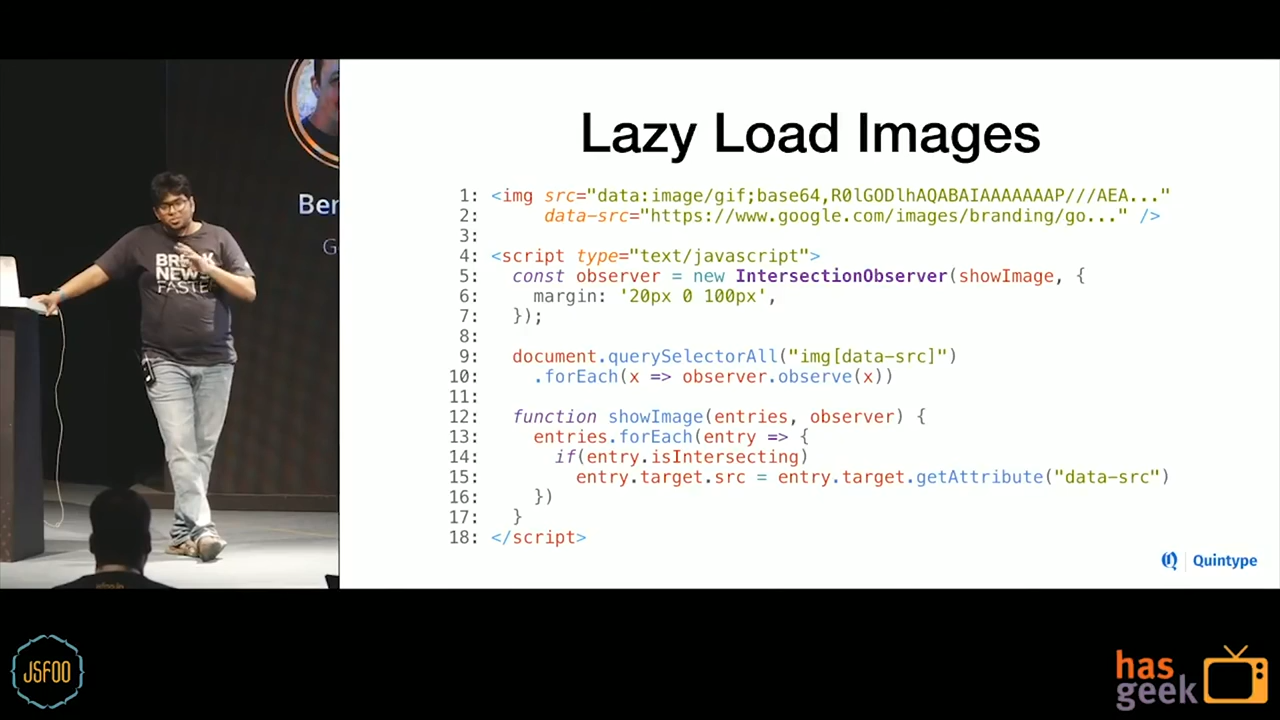 Ber
G
BREAK
NEWS
FASTER
Lazy Load Images
1: <img src="data:image/gif;base64,R0lGODlhAQABAIAAAAAAAP///AEA..."
2: data-src="https://www.google.com/images/branding/go..." />
3:
4: <script type="text/javascript">
5: const observer = new IntersectionObserver(showImage, {
6: margin: '20px 0 100px',
7: });
8:
9: document.querySelectorAll("img[data-src]")
10: .forEach(x => observer.observe(x))
11:
12: function showImage(entries, observer) {
13: entries.forEach(entry => {
14: if(entry.isIntersecting)
15: entry.target.src = entry.target.getAttribute("data-src")
16: })
17: }
18: </script>
Quintype
JSFOO
has
geek